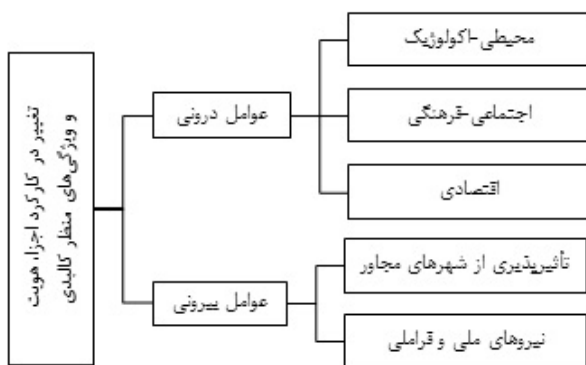 تغییر در کارکرد اجزا، هویت
و ویژگی‌های منظر کالبدی
عوامل درونی
محیطی-اکولوژیک
اجتماعی-فرهنگی
اقتصادی
عوامل بیرونی
تأثیرپذیری از شهرهای مجاور
نیروهای ملی و فراملی